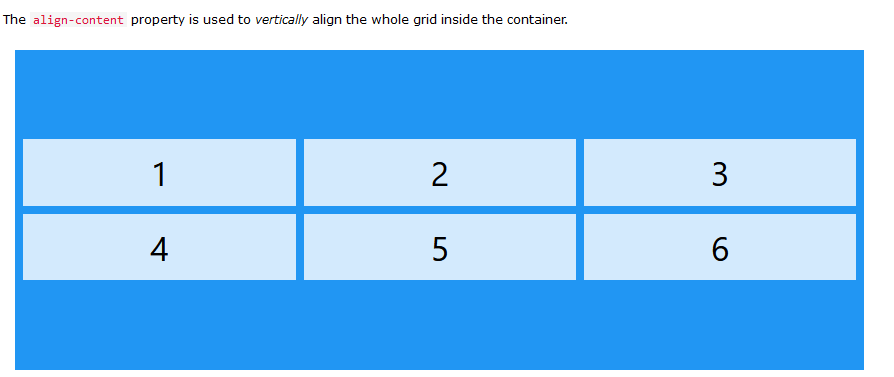 The align-content property is used to vertically align the whole grid inside the container.
1 2 3
4 5 6